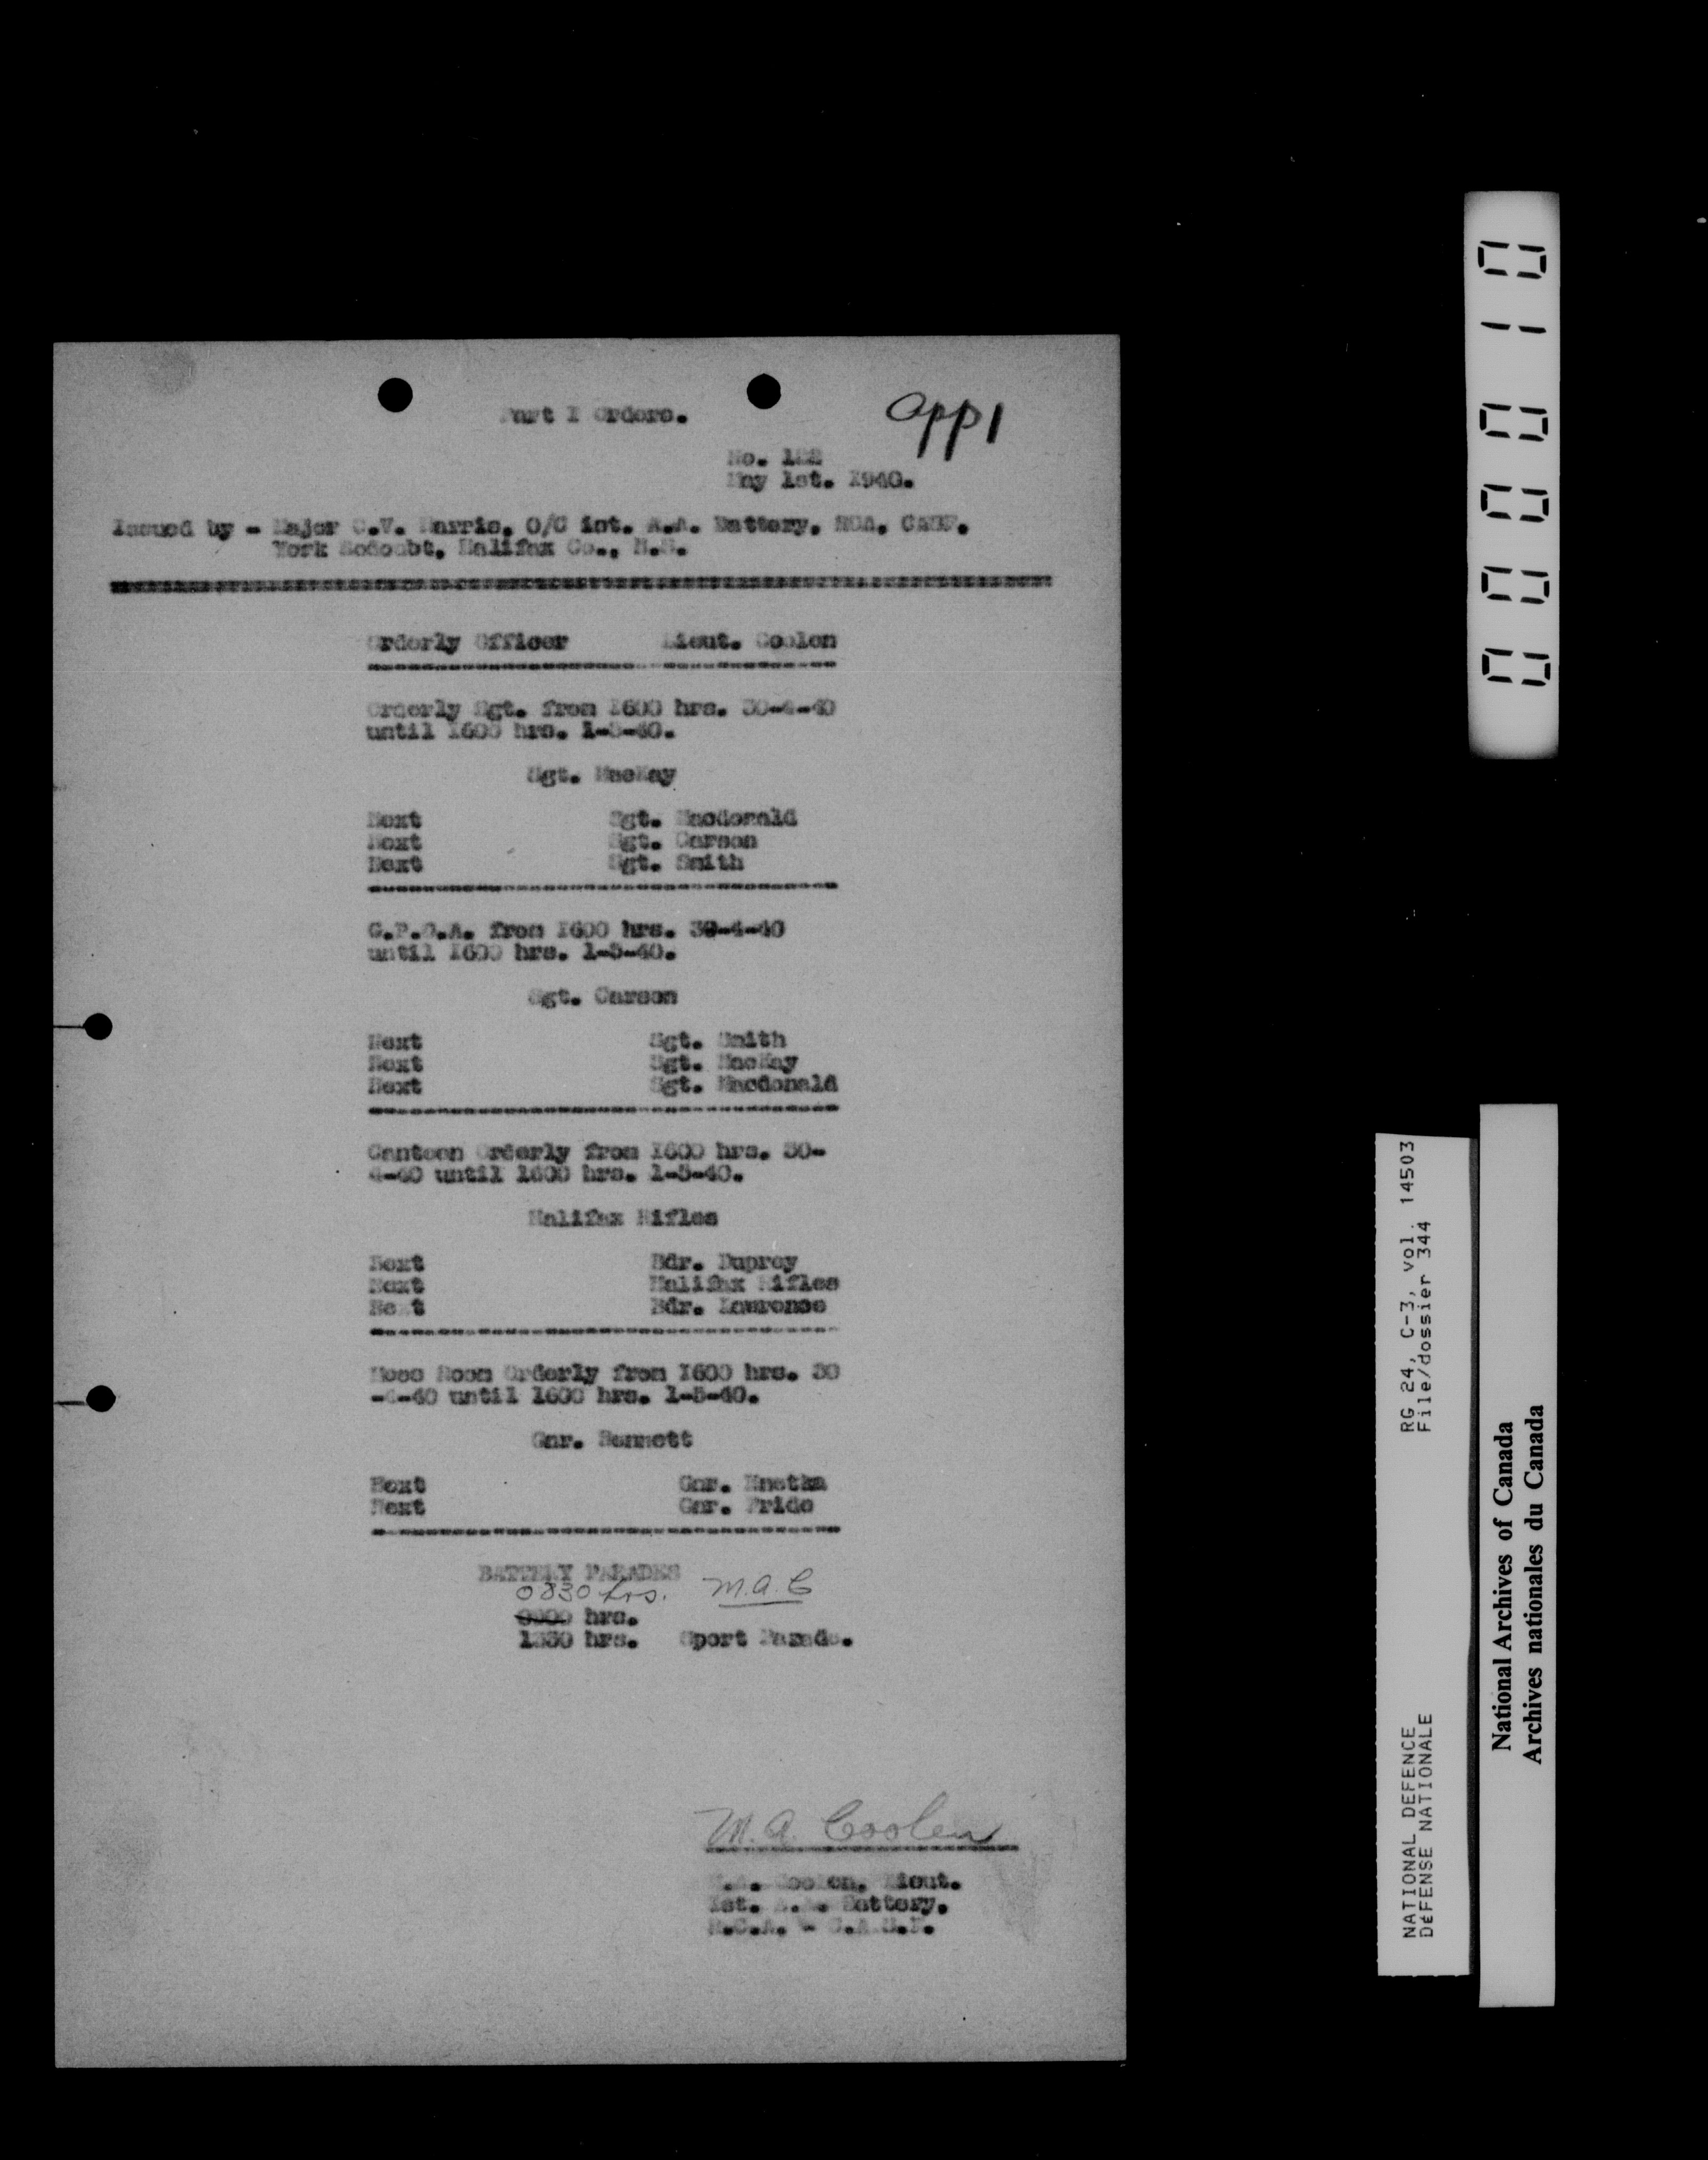 Part I Orders.
App 1
No. 122
May 1st. 1940.
Issued by - Major C.V. Harris, O/C 1st. A.A. Battery, RCA, CASF.
York Redoubt, Halifax Co., N.S.
Orderly Officer Lieut. Coolen
Orderly Sgt. from 1600 hrs. 30-4-40
until 1600 hrs. 1-5-40.
Sgt. MacKay
Next Sgt. Macdonald
Next Sgt. Carson
Next Sgt. Smith
G.P.O.A. from 1600 hrs. 30-4-40
until 1600 hrs. 1-5-40.
Sgt. Carson
Next Sgt. Smith
Next Sgt. MacKay
Next Sgt. Macdonald
Canteen Orderly from 1600 hrs. 30-
4-40 until 1600 hrs. 1-5-40.
Halifax Rifles
Next Bdr. Duprey
Next Halifax Rifles
Next Bdr. Lawrence
Mess Room Orderly from 1600 hrs. 30
-4-40 until 1600 hrs. 1-5-40.
Gnr. Bennett
Next Gnr.
Next Gnr. Pride
BATTERY PARADES
0830 hrs. M.A.C
0900 hrs.
1330 hrs. Sport Parade.
M.A. Coolen
M.A. Coolen, Lieut.
1st. A.A. Battery.
R.C.A. - C.A.S.F.
000010
RG 24, C-3, vol. 14503
File/dossier 344
NATIONAL DEFENCE
DÉFENSE NATIONALE
National Archives of Canada
Archives nationales du Canada